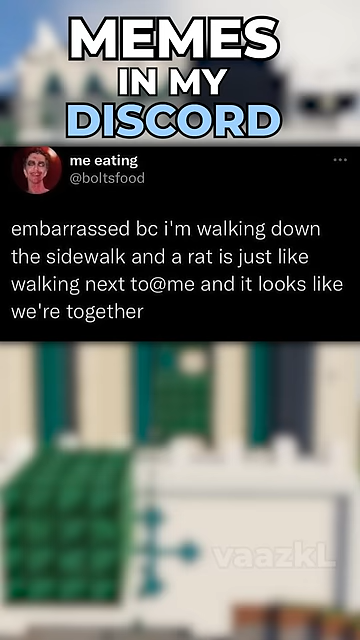 MEMES
IN MY
DISCORD
me eating
@boltsfood
embarrassed bc i'm walking down
the sidewalk and a rat is just like
walking next to@me and it looks like
we're together
vaazkL